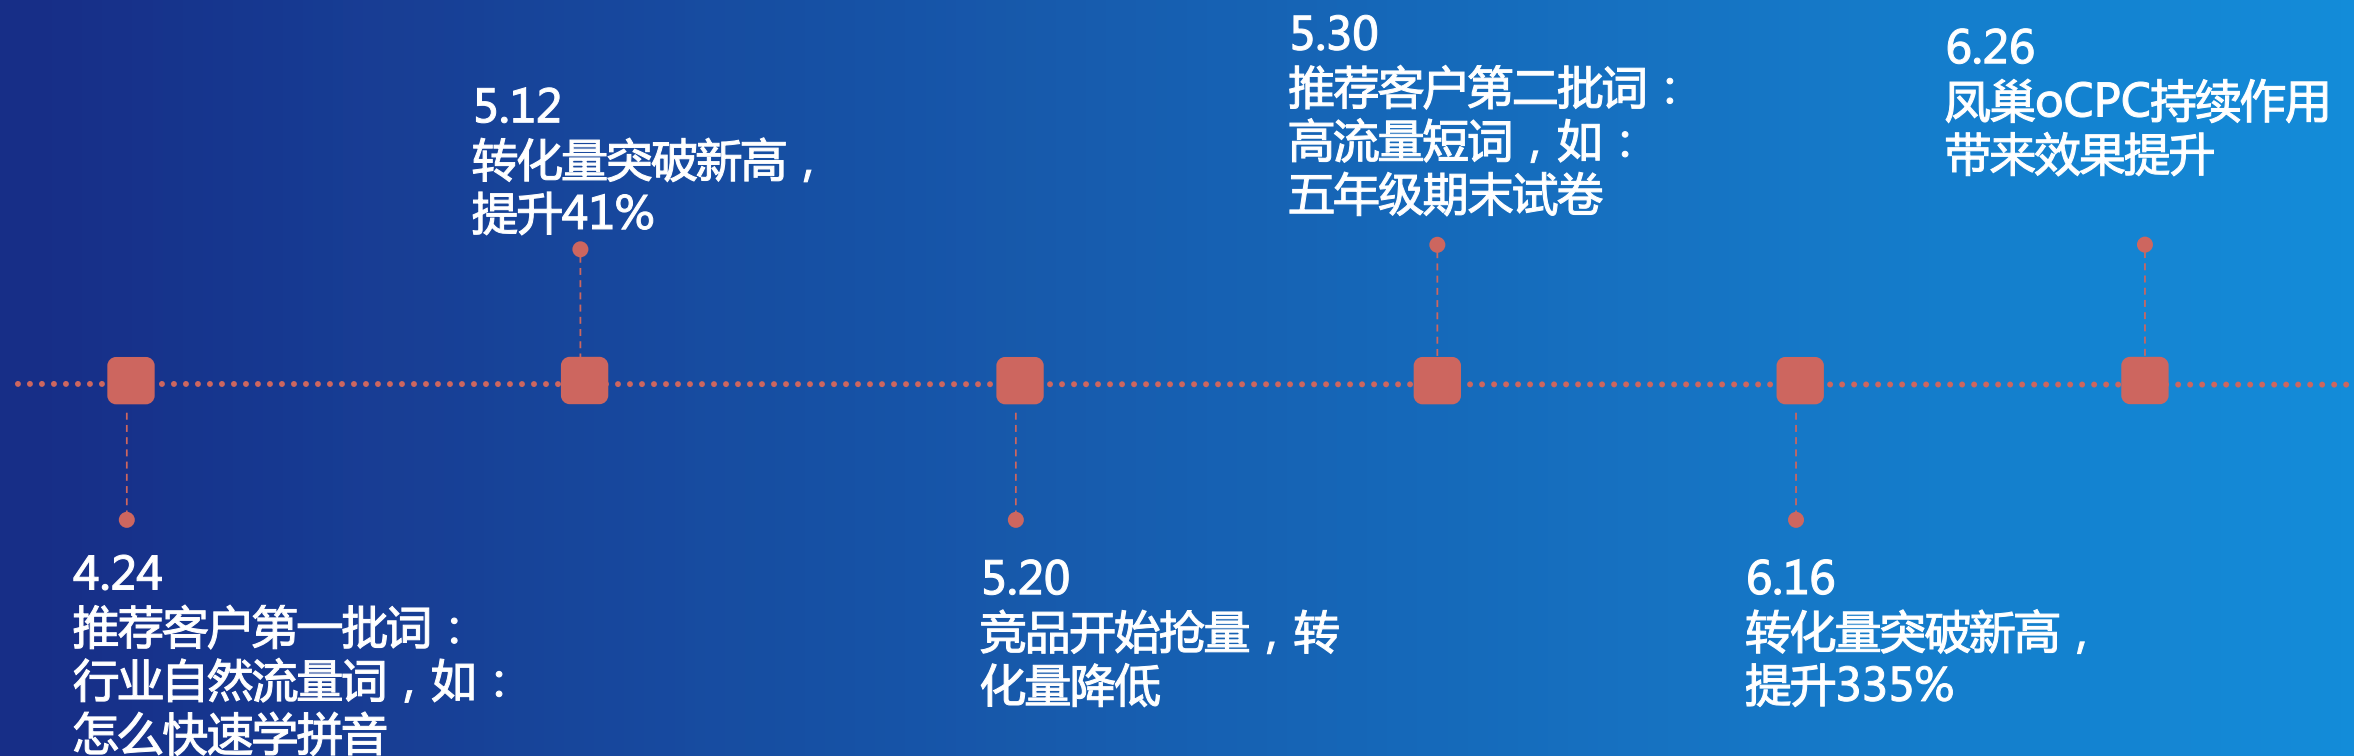 4.24
推荐客户第一批词：
行业自然流量词，如：
怎么快速学拼音
5.12
转化量突破新高，
提升41%
5.20
竞品开始抢量，转
化量降低
5.30
推荐客户第二批词：
高流量短词，如：
五年级期末试卷
6.16
转化量突破新高，
提升335%
6.26
凤巢oCPC持续作用
带来效果提升